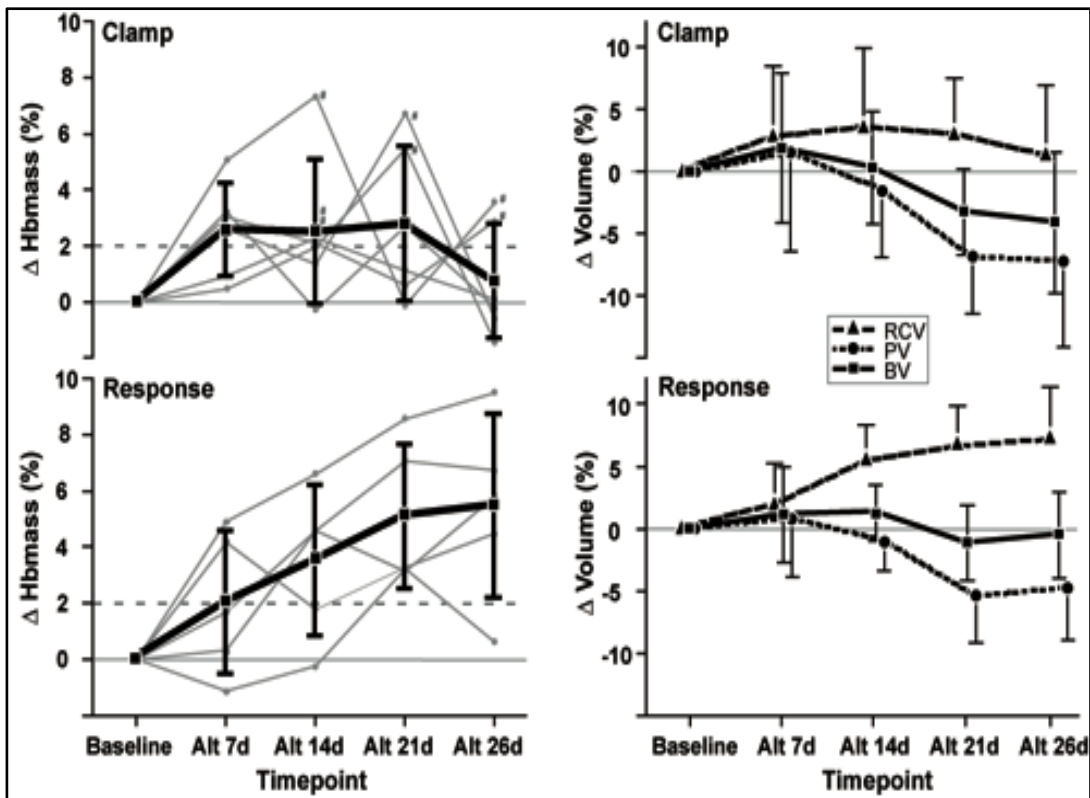 Clamp
Δ Hbmass (%)
10
8
6
4
2
0
#
#
#
#
#
#
#
Response
Δ Hbmass (%)
10
8
6
4
2
0
Baseline Alt 7d Alt 14d Alt 21d Alt 26d
Timepoint
Clamp
Δ Volume (%)
10
5
0
-5
-10
RCV
PV
BV
Response
Δ Volume (%)
10
5
0
-5
-10
Baseline Alt 7d Alt 14d Alt 21d Alt 26d
Timepoint